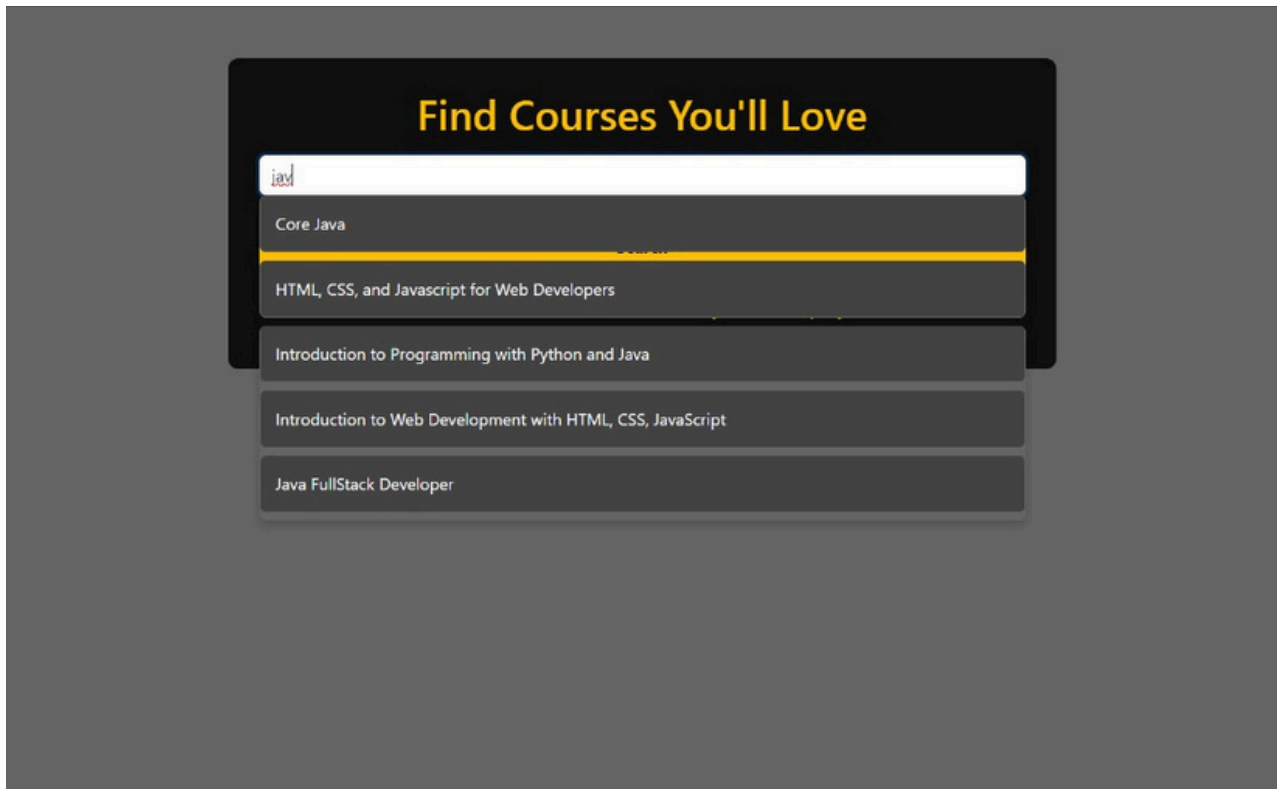 Find Courses You'll Love
jav
Core Java
HTML, CSS, and Javascript for Web Developers
Introduction to Programming with Python and Java
Introduction to Web Development with HTML, CSS, JavaScript
Java FullStack Developer